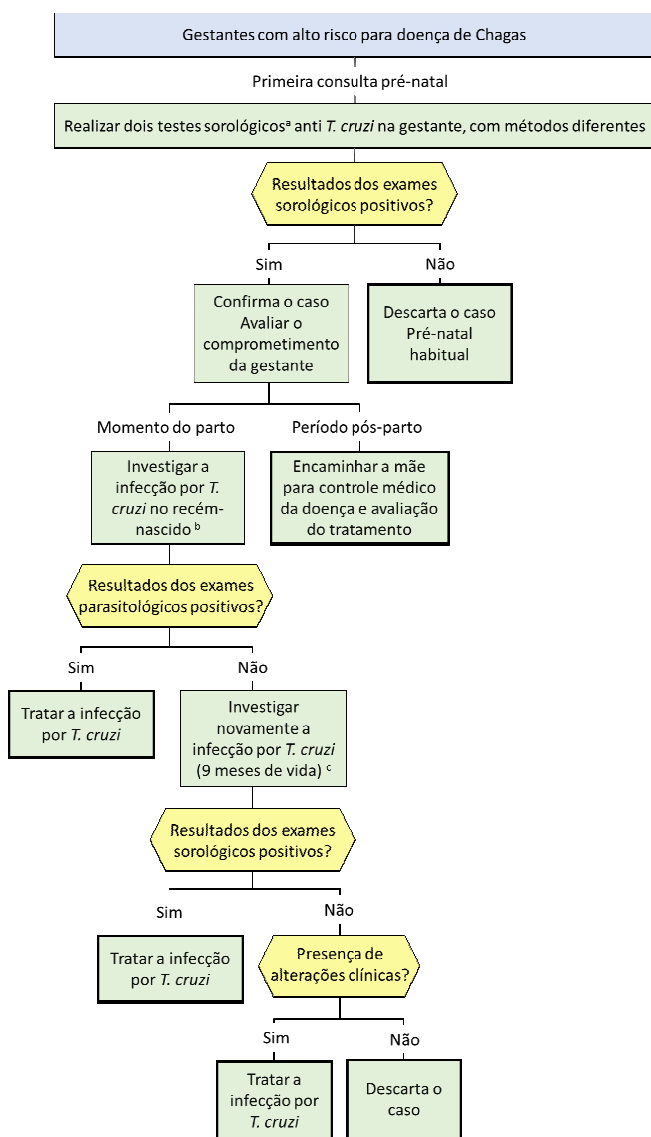 Gestantes com alto risco para doença de Chagas
Primeira consulta pré-natal
Realizar dois testes sorológicosᵃ anti T. cruzi na gestante, com métodos diferentes
Resultados dos exames
sorológicos positivos?
Sim
Não
Confirma o caso
Avaliar o
comprometimento
da gestante
Descarta o caso
Pré-natal
habitual
Momento do parto
Período pós-parto
Investigar a
infecção por T.
cruzi no recém-
nascido ᵇ
Encaminhar a mãe
para controle médico
da doença e avaliação
do tratamento
Resultados dos exames
parasitológicos positivos?
Sim
Não
Tratar a infecção
por T. cruzi
Investigar
novamente a
infecção por T. cruzi
(9 meses de vida) ᶜ
Resultados dos exames
sorológicos positivos?
Sim
Não
Tratar a infecção
por T. cruzi
Presença de
alterações clínicas?
Sim
Não
Tratar a
infecção por
T. cruzi
Descarta o
caso